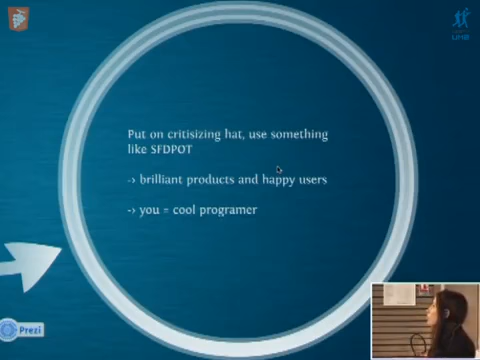 Put on critisizing hat, use something
like SFDPOT
-> brilliant products and happy users
-> you = cool programer
Prezi